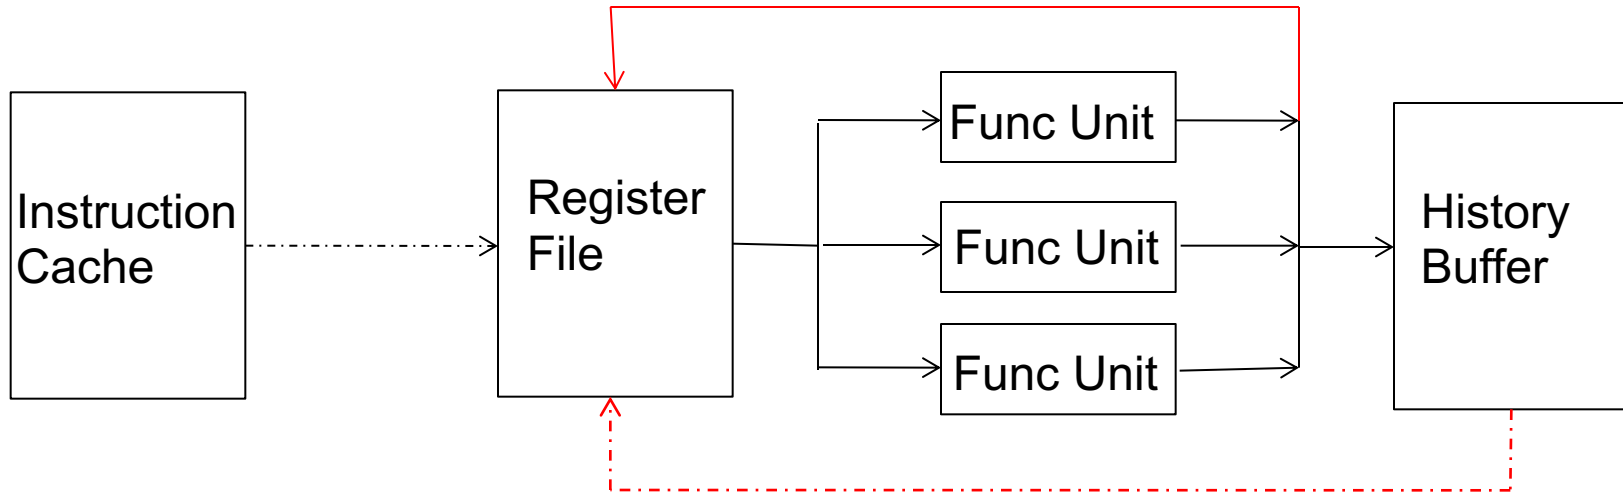 Instruction
Cache
Register
File
Func Unit
Func Unit
Func Unit
History
Buffer